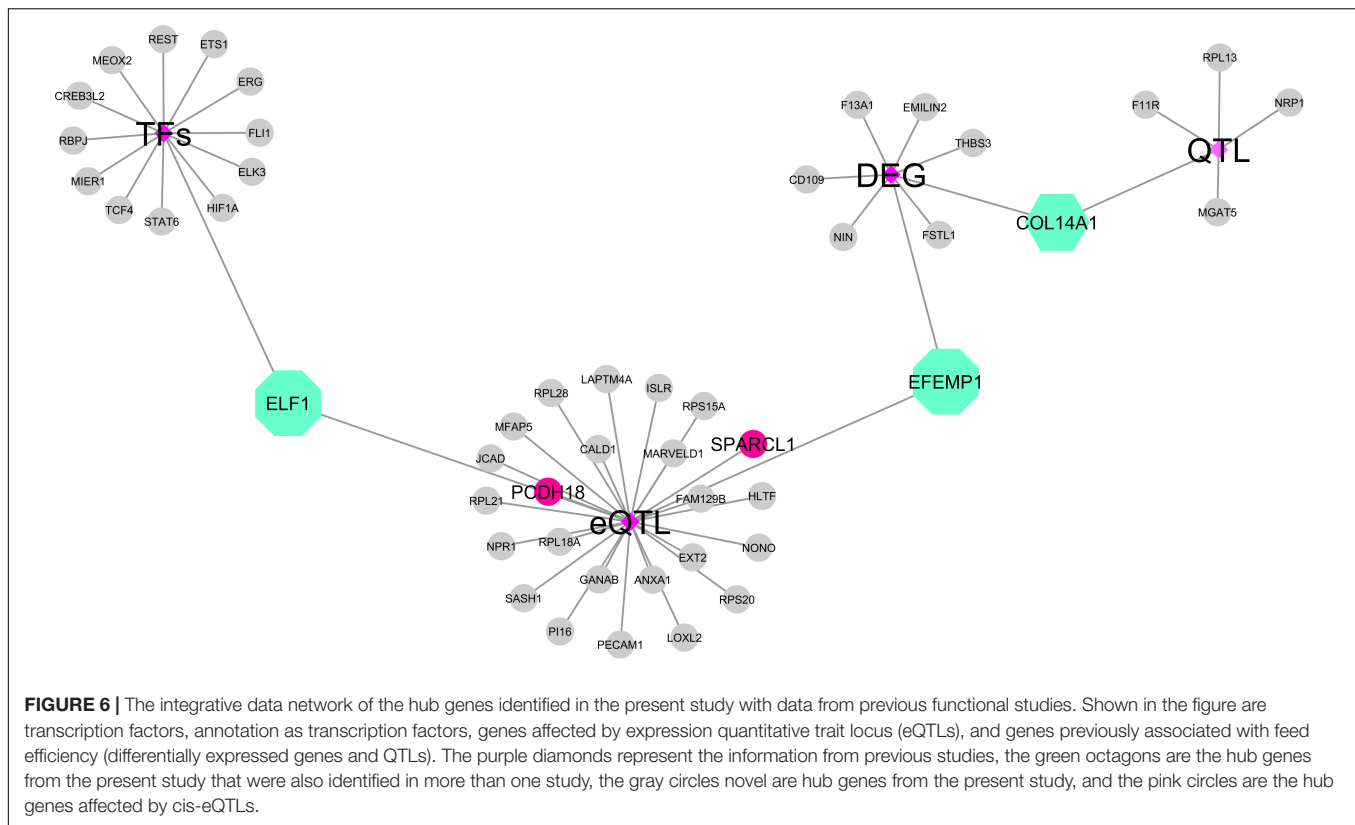 REST
ETS1
MEOX2
ERG
CREB3L2
RBPJ
TFs
FLI1
MIER1
ELK3
TCF4
STAT6
HIF1A
RPL13
F13A1
EMILIN2
F11R
NRP1
THBS3
QTL
CD109
DEG
NIN
FSTL1
COL14A1
MGAT5
ELF1
EFEMP1
LAPTM4A
RPL28
ISLR
RPS15A
MFAP5
CALD1
MARVELD1
SPARCL1
JCAD
PCDH18
RPL21
FAM129B
HLTF
eQTL
NPR1
RPL18A
EXT2
NONO
GANAB
ANXA1
SASH1
RPS20
PI16
PECAM1
LOXL2
FIGURE 6 | The integrative data network of the hub genes identified in the present study with data from previous functional studies. Shown in the figure are
transcription factors, annotation as transcription factors, genes affected by expression quantitative trait locus (eQTLs), and genes previously associated with feed
efficiency (differentially expressed genes and QTLs). The purple diamonds represent the information from previous studies, the green octagons are the hub genes
from the present study that were also identified in more than one study, the gray circles novel are hub genes from the present study, and the pink circles are the hub
genes affected by cis-eQTLs.